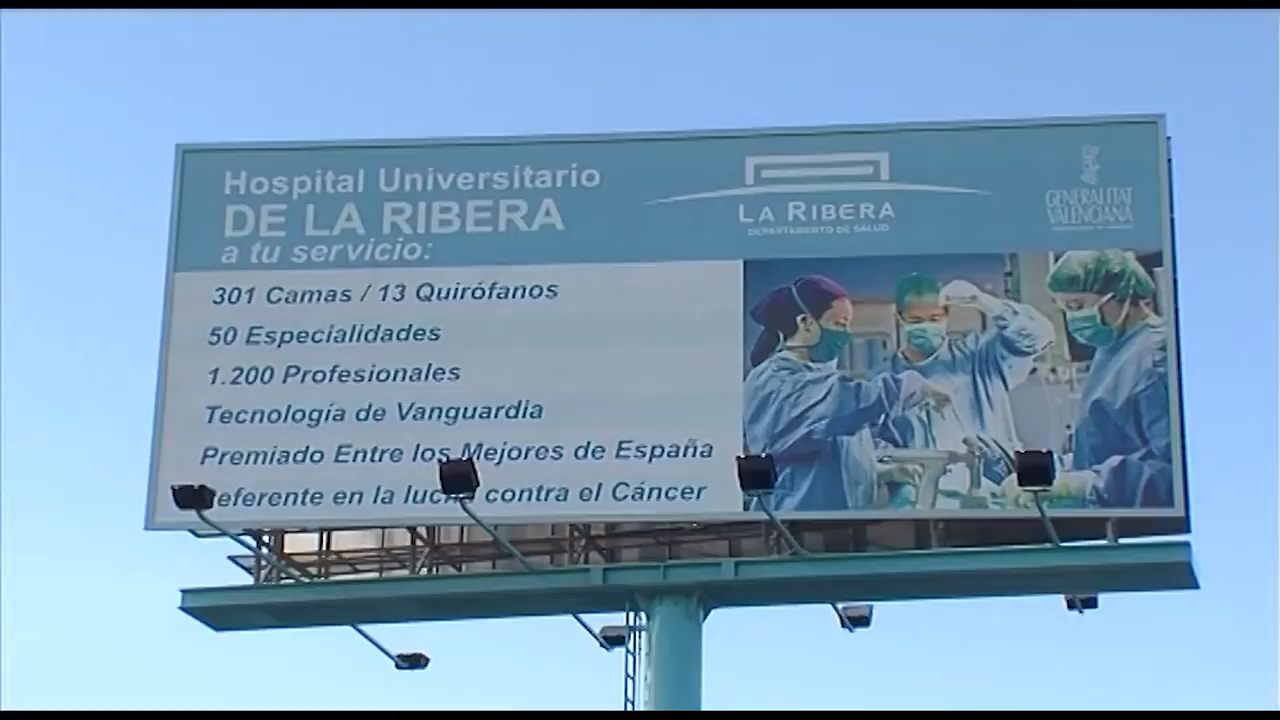 Hospital Universitario
DE LA RIBERA
a tu servicio:
LA RIBERA
DEPARTAMENTO DE SALUD
GENERALITAT
VALENCIANA
301 Camas / 13 Quirófanos
50 Especialidades
1.200 Profesionales
Tecnología de Vanguardia
Premiado Entre los Mejores de España
eferente en la lucha contra el Cáncer